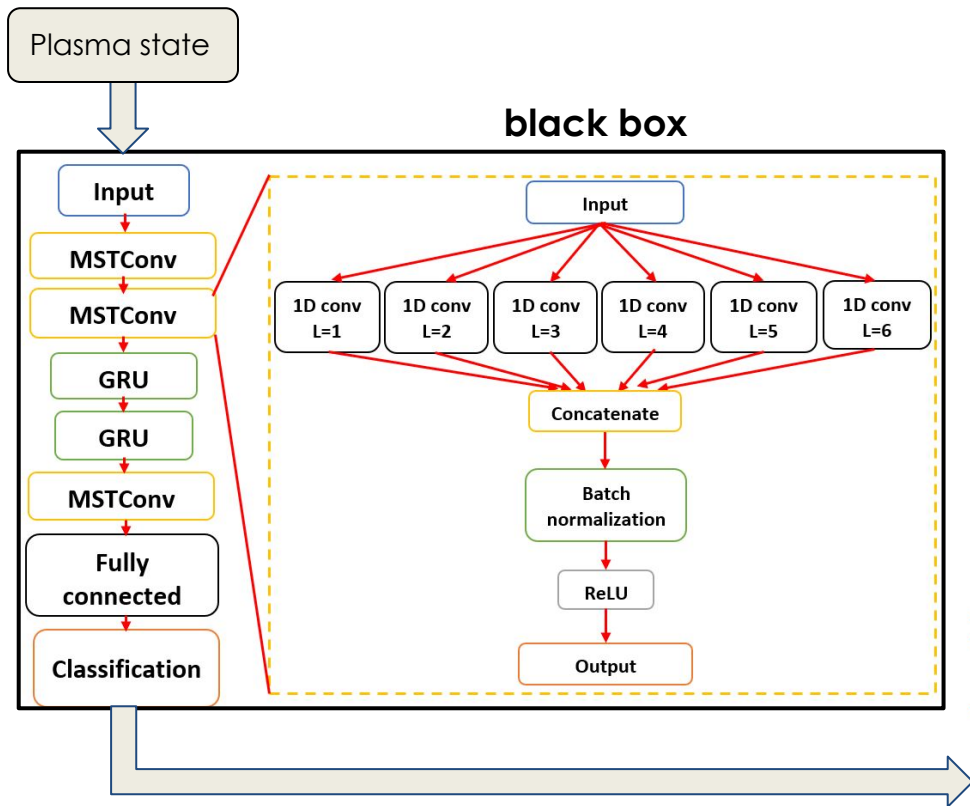 Plasma state
black box
Input
MSTConv
MSTConv
GRU
GRU
MSTConv
Fully
connected
Classification
Input
1D conv
L=1
1D conv
L=2
1D conv
L=3
1D conv
L=4
1D conv
L=5
1D conv
L=6
Concatenate
Batch
normalization
ReLU
Output